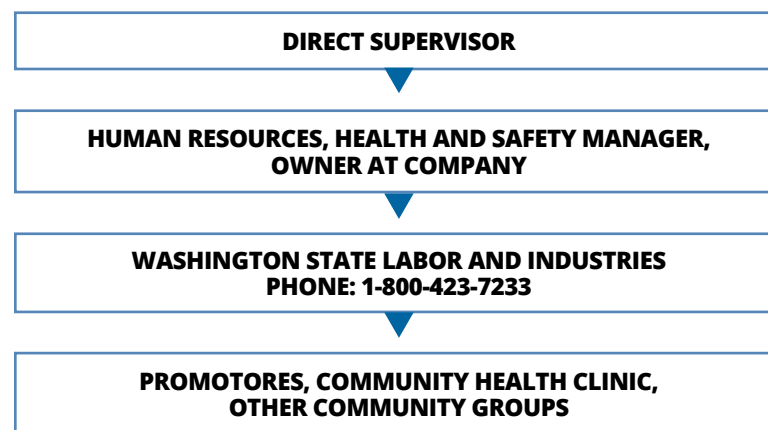 DIRECT SUPERVISOR
HUMAN RESOURCES, HEALTH AND SAFETY MANAGER,
OWNER AT COMPANY
WASHINGTON STATE LABOR AND INDUSTRIES
PHONE: 1-800-423-7233
PROMOTORES, COMMUNITY HEALTH CLINIC,
OTHER COMMUNITY GROUPS